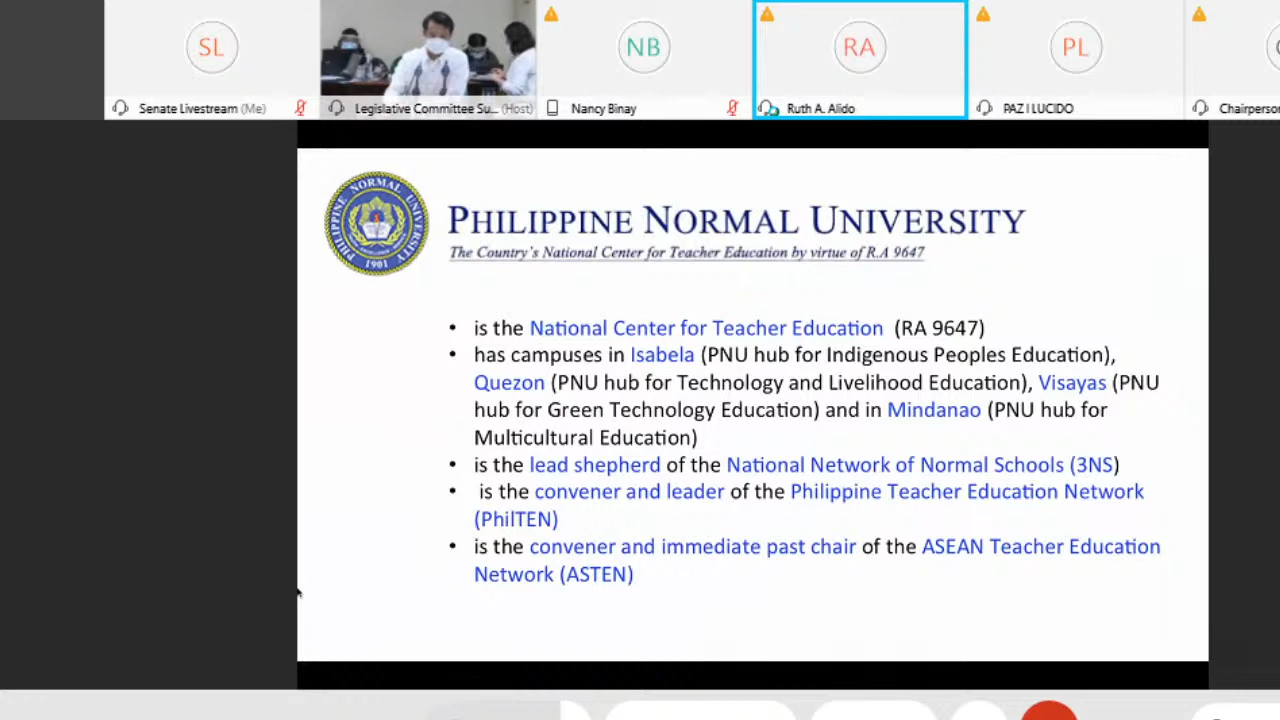 SL
NB
RA
PL
Senate Livestream (Me)
Legislative Committee Su... (Host)
Nancy Binay
Ruth A. Alido
PAZ I LUCIDO
Chairperson
PHILIPPINE NORMAL UNIVERSITY
1901
PHILIPPINE NORMAL UNIVERSITY
The Country's National Center for Teacher Education by virtue of R.A 9647
• is the National Center for Teacher Education (RA 9647)
• has campuses in Isabela (PNU hub for Indigenous Peoples Education),
Quezon (PNU hub for Technology and Livelihood Education), Visayas (PNU
hub for Green Technology Education) and in Mindanao (PNU hub for
Multicultural Education)
• is the lead shepherd of the National Network of Normal Schools (3NS)
• is the convener and leader of the Philippine Teacher Education Network
(PhilTEN)
• is the convener and immediate past chair of the ASEAN Teacher Education
Network (ASTEN)